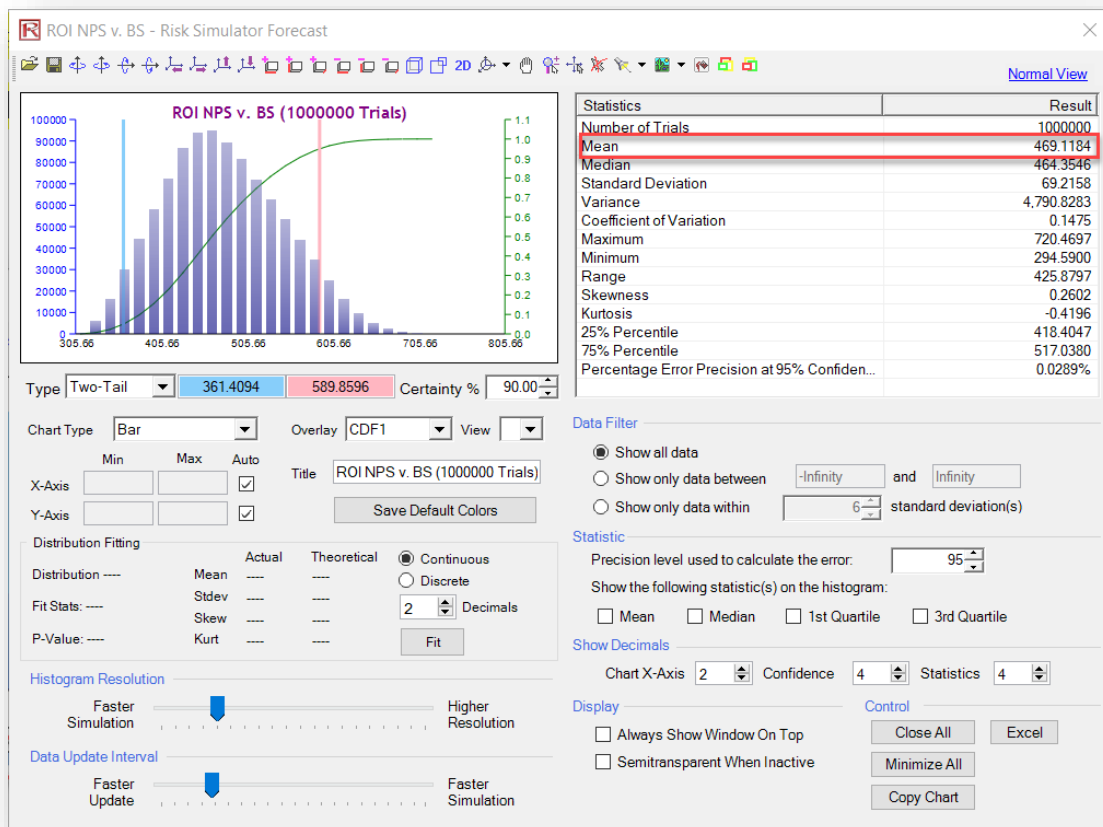 ROI NPS v. BS - Risk Simulator Forecast
2D
Normal View
ROI NPS v. BS (1000000 Trials)
100000
90000
80000
70000
60000
50000
40000
30000
20000
10000
0
1.1
1.0
0.9
0.8
0.7
0.6
0.5
0.4
0.3
0.2
0.1
0.0
305.66 405.66 505.66 605.66 705.66 805.66
Type Two-Tail 361.4094 589.8596 Certainty % 90.00
Chart Type Bar Overlay CDF1 View
Min Max Auto
X-Axis
Y-Axis
Title ROI NPS v. BS (1000000 Trials)
Save Default Colors
Distribution Fitting
Actual Theoretical
Distribution ----
Mean ---- ----
Fit Stats: ----
Stdev ---- ----
Skew ---- ----
P-Value: ----
Kurt ---- ----
Continuous
Discrete
2 Decimals
Fit
Histogram Resolution
Faster Simulation
Higher Resolution
Data Update Interval
Faster Update
Faster Simulation
Statistics Result
Number of Trials 1000000
Mean 469.1184
Median 464.3546
Standard Deviation 69.2158
Variance 4,790.8283
Coefficient of Variation 0.1475
Maximum 720.4697
Minimum 294.5900
Range 425.8797
Skewness 0.2602
Kurtosis -0.4196
25% Percentile 418.4047
75% Percentile 517.0380
Percentage Error Precision at 95% Confiden... 0.0289%
Data Filter
Show all data
Show only data between -Infinity and Infinity
Show only data within 6 standard deviation(s)
Statistic
Precision level used to calculate the error: 95
Show the following statistic(s) on the histogram:
Mean Median 1st Quartile 3rd Quartile
Show Decimals
Chart X-Axis 2 Confidence 4 Statistics 4
Display
Always Show Window On Top
Semitransparent When Inactive
Control
Close All Excel
Minimize All
Copy Chart